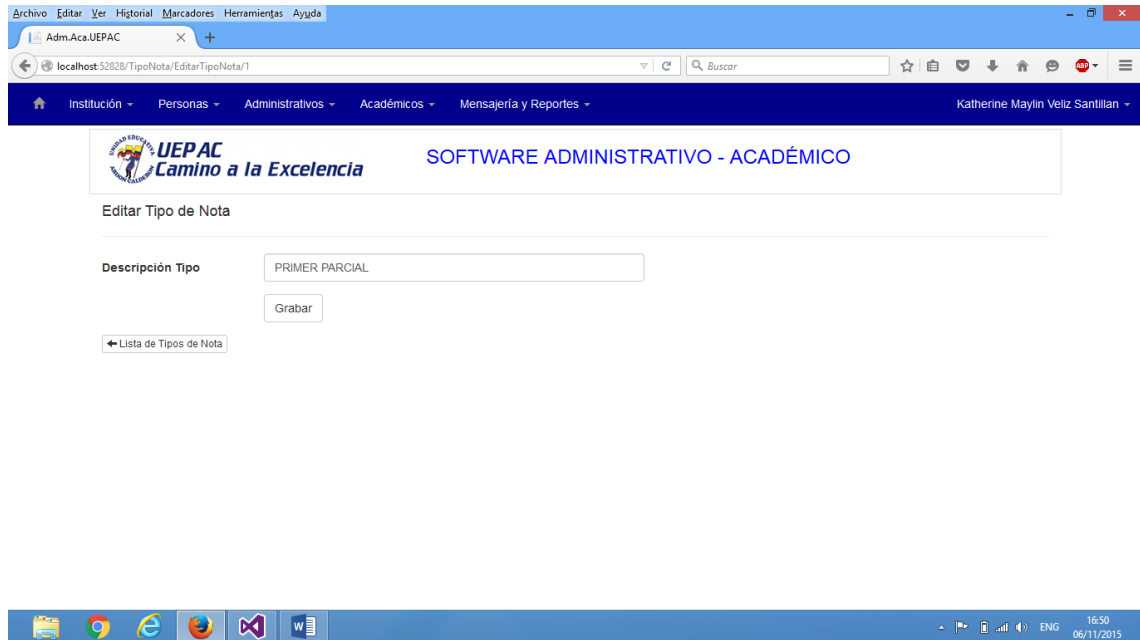 Archivo Editar Ver Historial Marcadores Herramientas Ayuda
Adm.Aca.UEPAC
localhost:52828/TipoNota/EditarTipoNota/1
Buscar
ABP
Institución Personas Administrativos Académicos Mensajería y Reportes Katherine Maylin Veliz Santillan
UEPAC
Camino a la Excelencia
SOFTWARE ADMINISTRATIVO - ACADÉMICO
Editar Tipo de Nota
Descripción Tipo PRIMER PARCIAL
Grabar
Lista de Tipos de Nota
ENG 16:50
06/11/2015